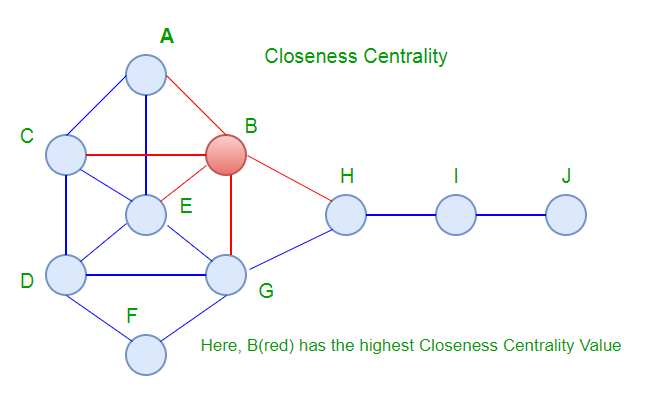 A
Closeness Centrality
B
C
H
I
J
E
D
G
F
Here, B(red) has the highest Closeness Centrality Value